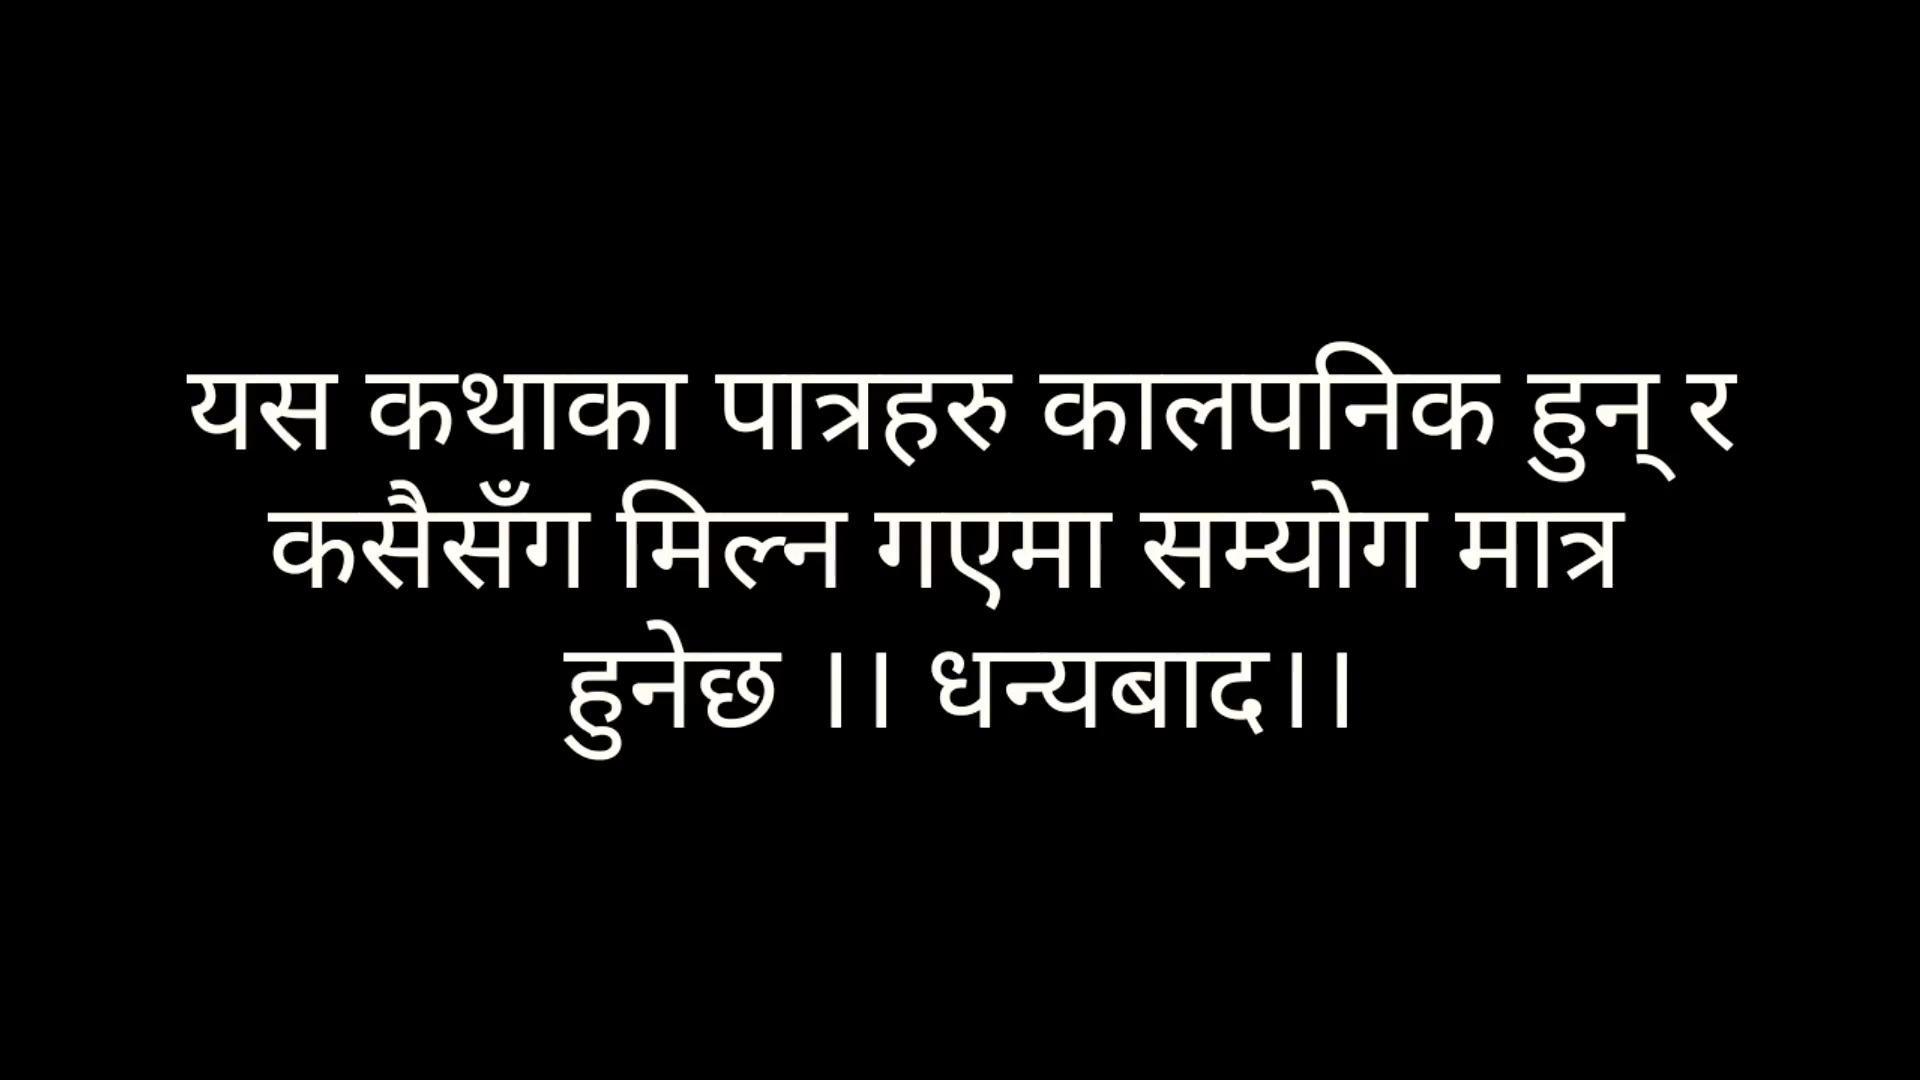 यस कथाका पात्रहरु कालपनिक हुन् र
कसैसँग मिल्न गएमा सम्योग मात्र
हुनेछ ।। धन्यबाद।।